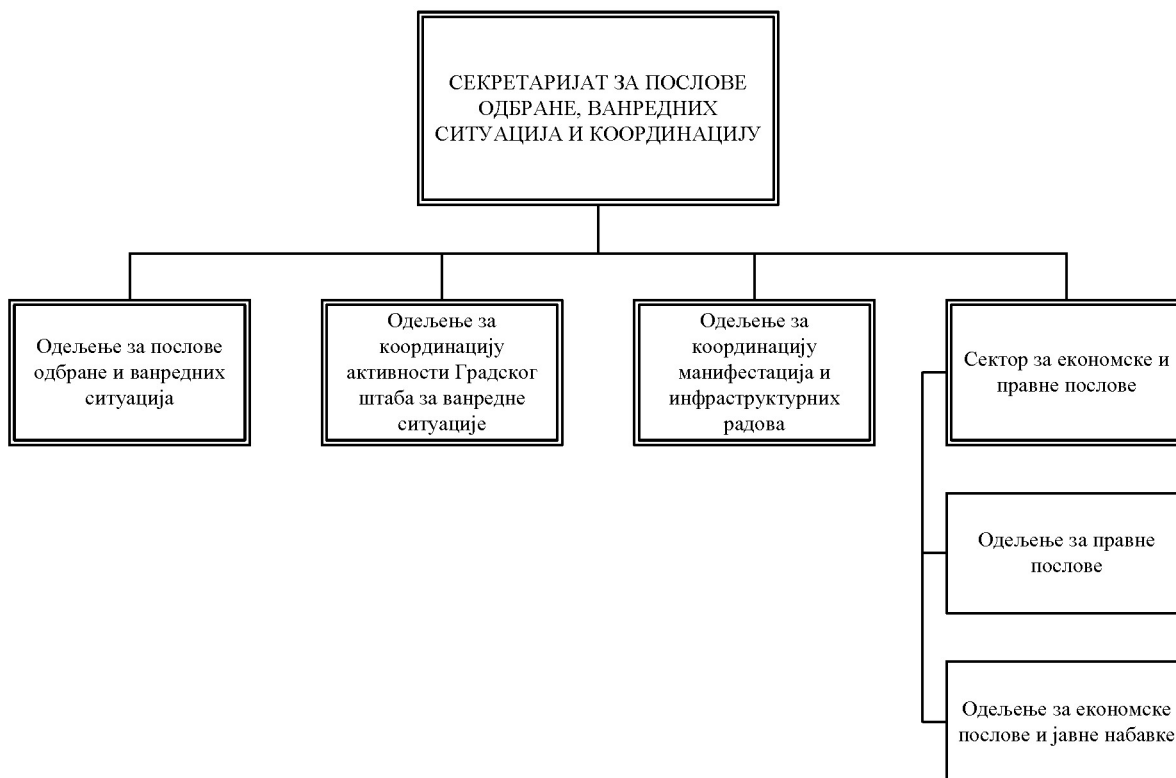 СЕКРЕТАРИЈАТ ЗА ПОСЛОВЕ
ОДБРАНЕ, ВАНРЕДНИХ
СИТУАЦИЈА И КООРДИНАЦИЈУ
Одељење за послове
одбране и ванредних
ситуација
Одељење за
координацију
активности Градског
штаба за ванредне
ситуације
Одељење за
координацију
манифестација и
инфраструктурних
радова
Сектор за економске и
правне послове
Одељење за правне
послове
Одељење за економске
послове и јавне набавке